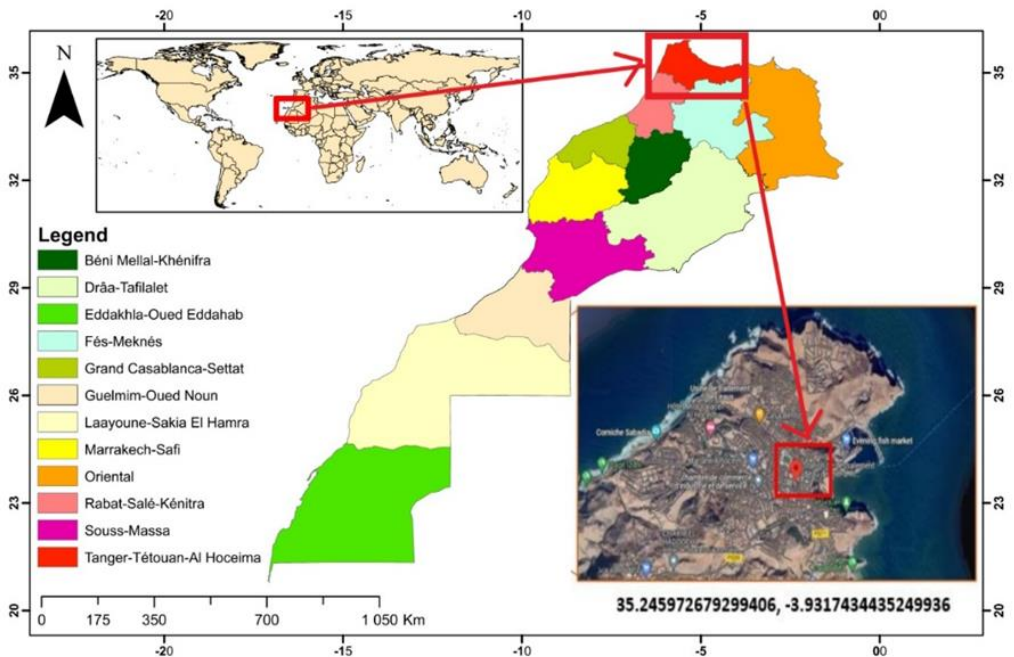 -20 -15 -10 -5 00
N
35 35
32 32
29 29
26 26
23 23
20 20
Legend
Béni Mellal-Khénifra
Drâa-Tafilalet
Eddakhla-Oued Eddahab
Fés-Meknés
Grand Casablanca-Settat
Guelmim-Oued Noun
Laayoune-Sakia El Hamra
Marrakech-Safi
Oriental
Rabat-Salé-Kénitra
Souss-Massa
Tanger-Tétouan-Al Hoceima
0 175 350 700 1 050 Km
Corniche Sabadia
Evening fish market
35.245972679299406, -3.9317434435249936
-20 -15 -10 -5 00